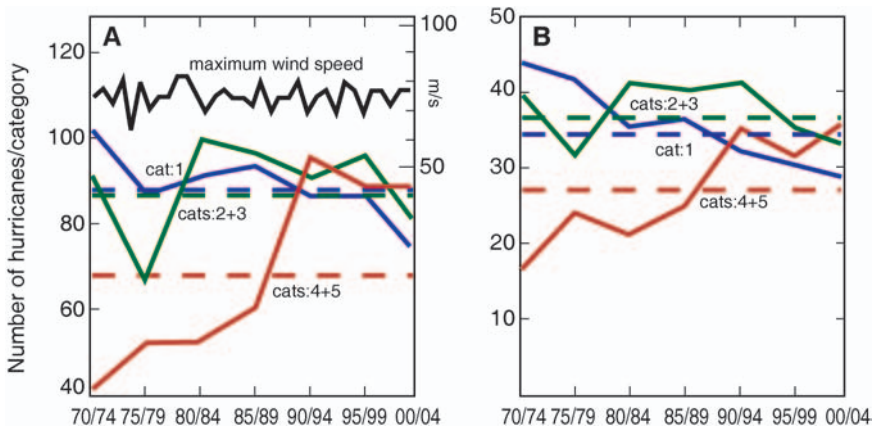 A
120
100
80
60
40
Number of hurricanes/category
100
50
m/s
maximum wind speed
cat:1
cats:2+3
cats:4+5
70/74 75/79 80/84 85/89 90/94 95/99 00/04
B
50
40
30
20
10
cats:2+3
cat:1
cats:4+5
70/74 75/79 80/84 85/89 90/94 95/99 00/04